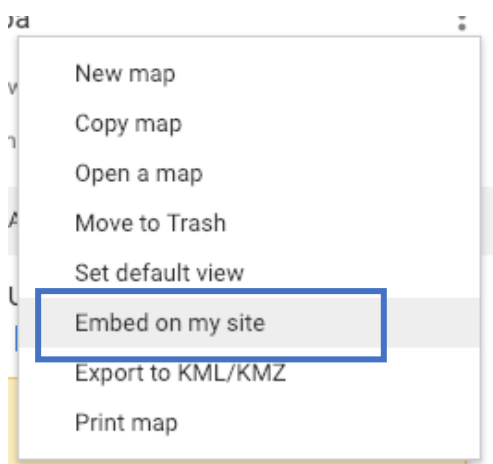 New map
Copy map
Open a map
Move to Trash
Set default view
Embed on my site
Export to KML/KMZ
Print map